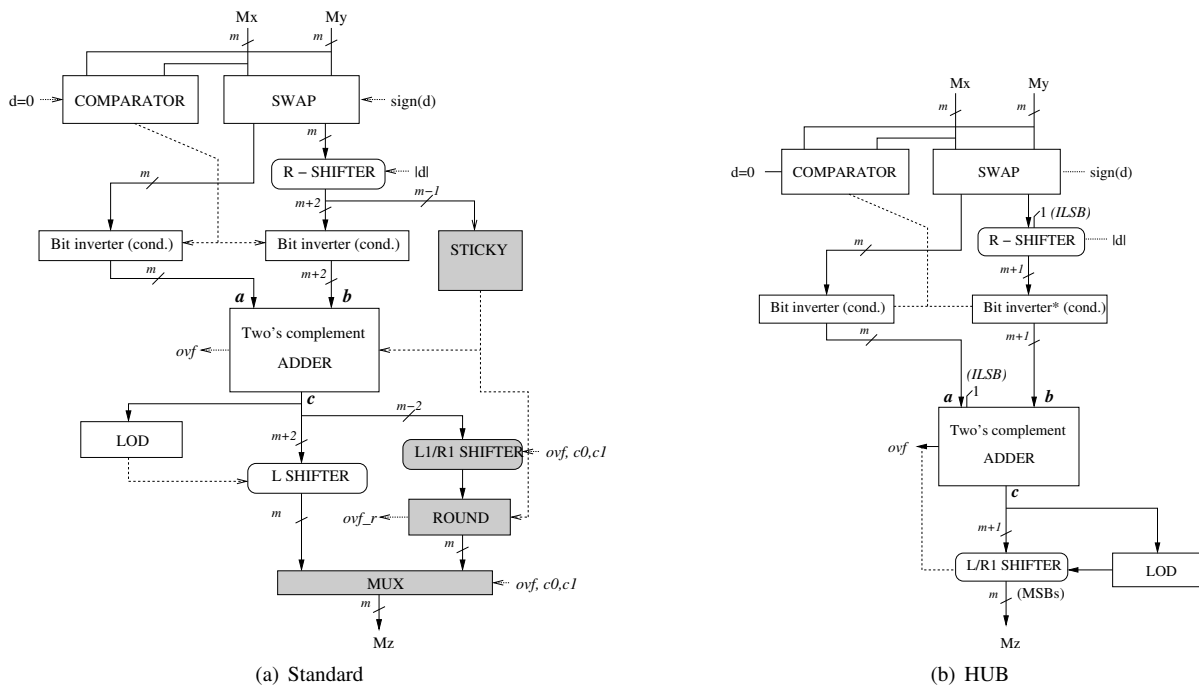 Mx My
m m
d=0 COMPARATOR SWAP sign(d)
m
R − SHIFTER |d|
m m−1
m+2
Bit inverter (cond.) Bit inverter (cond.) STICKY
m m+2
a b
Two's complement
ADDER
ovf
c
m−2
LOD m+2 L1/R1 SHIFTER ovf, c0,c1
L SHIFTER
m ovf_r ROUND
m
MUX ovf, c0,c1
m
Mz
(a) Standard
Mx My
m m
d=0 COMPARATOR SWAP sign(d)
1 (ILSB)
R − SHIFTER |d|
m m+1
Bit inverter (cond.) Bit inverter* (cond.)
m m+1
(ILSB)
a 1 b
Two's complement
ADDER
ovf
c
m+1
L/R1 SHIFTER LOD
m (MSBs)
Mz
(b) HUB